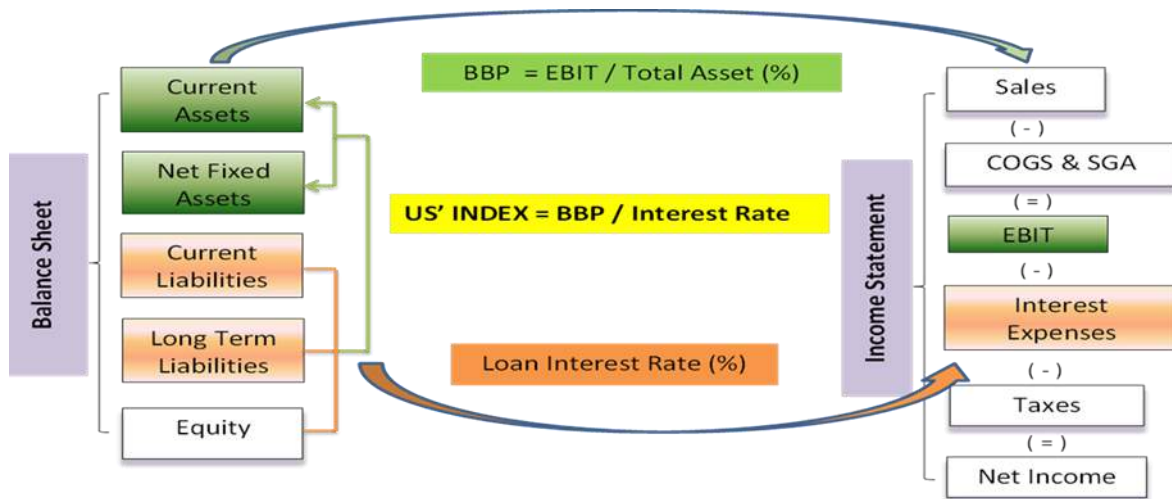 Balance Sheet
Current
Assets
Net Fixed
Assets
Current
Liabilities
Long Term
Liabilities
Equity
BBP = EBIT / Total Asset (%)
US' INDEX = BBP / Interest Rate
Loan Interest Rate (%)
Income Statement
Sales
( - )
COGS & SGA
( = )
EBIT
( - )
Interest
Expenses
( - )
Taxes
( = )
Net Income